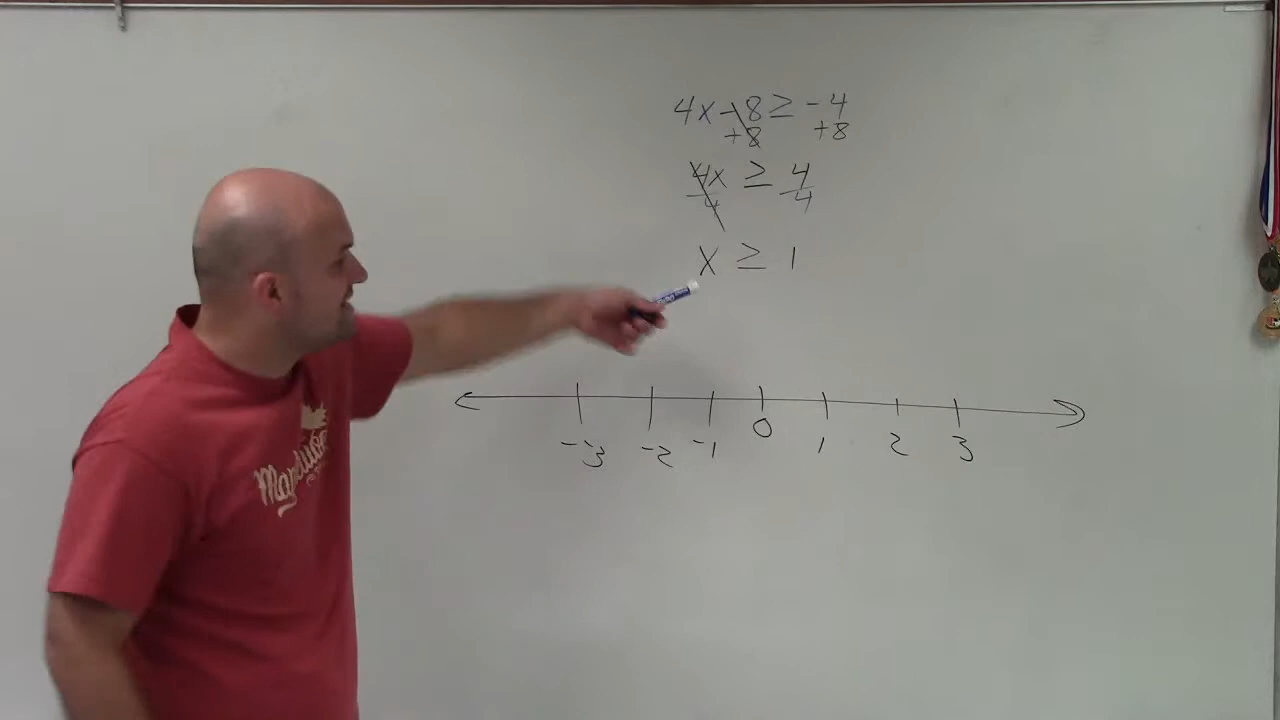 4x - 8 ≥ - 4
+8 +8
4x ≥ 4
4 4
x ≥ 1
-3 -2 -1 0 1 2 3